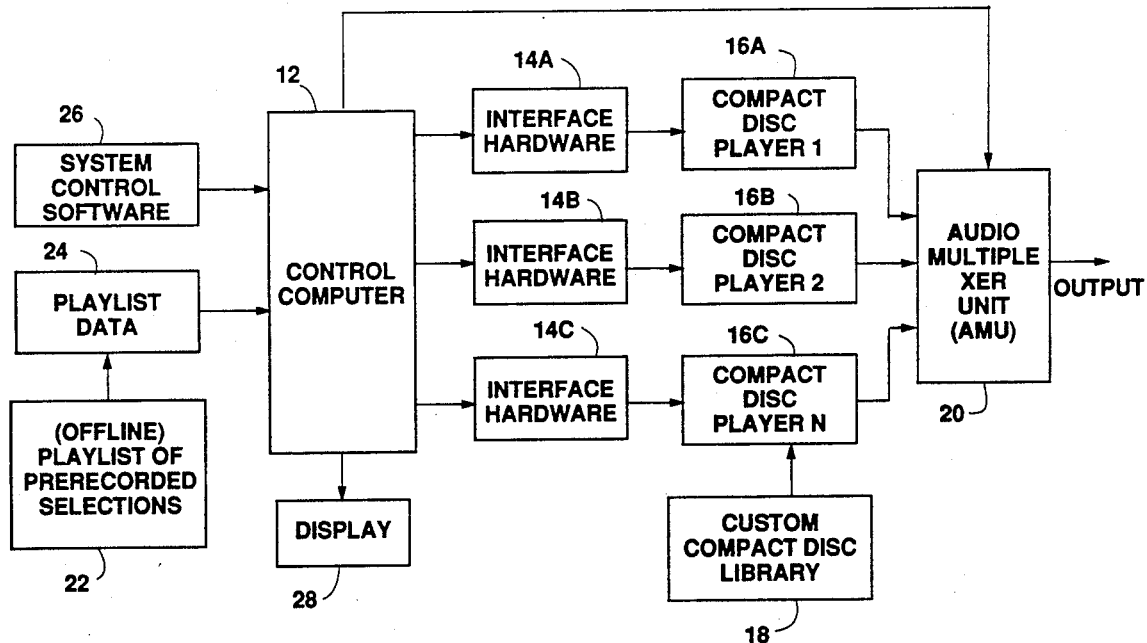 12
14A
16A
26
INTERFACE
HARDWARE
COMPACT
DISC
PLAYER 1
SYSTEM
CONTROL
SOFTWARE
14B
16B
24
CONTROL
COMPUTER
INTERFACE
HARDWARE
COMPACT
DISC
PLAYER 2
AUDIO
MULTIPLE
XER
UNIT
(AMU)
OUTPUT
PLAYLIST
DATA
14C
16C
INTERFACE
HARDWARE
COMPACT
DISC
PLAYER N
20
(OFFLINE)
PLAYLIST OF
PRERECORDED
SELECTIONS
DISPLAY
CUSTOM
COMPACT DISC
LIBRARY
22
28
18